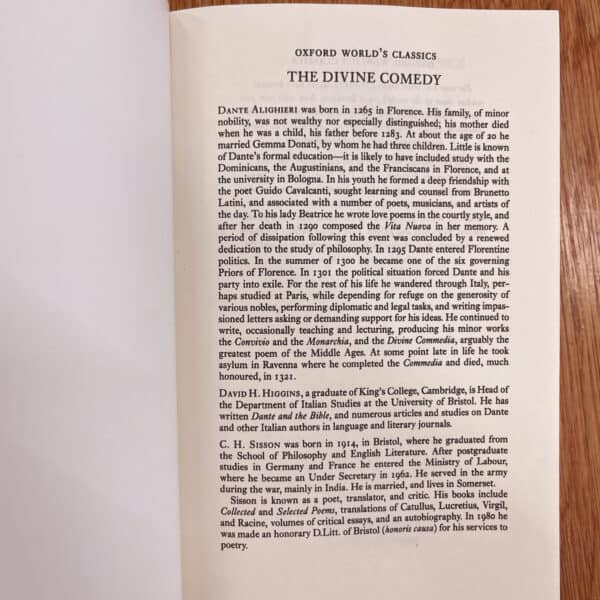 OXFORD WORLD'S CLASSICS
THE DIVINE COMEDY
DANTE ALIGHIERI was born in 1265 in Florence. His family, of minor
nobility, was not wealthy nor especially distinguished; his mother died
when he was a child, his father before 1283. At about the age of 20 he
married Gemma Donati, by whom he had three children. Little is known
of Dante's formal education—it is likely to have included study with the
Dominicans, the Augustinians, and the Franciscans in Florence, and at
the university in Bologna. In his youth he formed a deep friendship with
the poet Guido Cavalcanti, sought learning and counsel from Brunetto
Latini, and associated with a number of poets, musicians, and artists of
the day. To his lady Beatrice he wrote love poems in the courtly style, and
after her death in 1290 composed the Vita Nuova in her memory. A
period of dissipation following this event was concluded by a renewed
dedication to the study of philosophy. In 1295 Dante entered Florentine
politics. In the summer of 1300 he became one of the six governing
Priors of Florence. In 1301 the political situation forced Dante and his
party into exile. For the rest of his life he wandered through Italy, per-
haps studied at Paris, while depending for refuge on the generosity of
various nobles, performing diplomatic and legal tasks, and writing impas-
sioned letters asking or demanding support for his ideas. He continued to
write, occasionally teaching and lecturing, producing his minor works
the Convivio and the Monarchia, and the Divine Commedia, arguably the
greatest poem of the Middle Ages. At some point late in life he took
asylum in Ravenna where he completed the Commedia and died, much
honoured, in 1321.
DAVID H. HIGGINS, a graduate of King's College, Cambridge, is Head of
the Department of Italian Studies at the University of Bristol. He has
written Dante and the Bible, and numerous articles and studies on Dante
and other Italian authors in language and literary journals.
C. H. SISSON was born in 1914, in Bristol, where he graduated from
the School of Philosophy and English Literature. After postgraduate
studies in Germany and France he entered the Ministry of Labour,
where he became an Under Secretary in 1962. He served in the army
during the war, mainly in India. He is married, and lives in Somerset.
Sisson is known as a poet, translator, and critic. His books include
Collected and Selected Poems, translations of Catullus, Lucretius, Virgil,
and Racine, volumes of critical essays, and an autobiography. In 1980 he
was made an honorary D.Litt. of Bristol (honoris causa) for his services to
poetry.